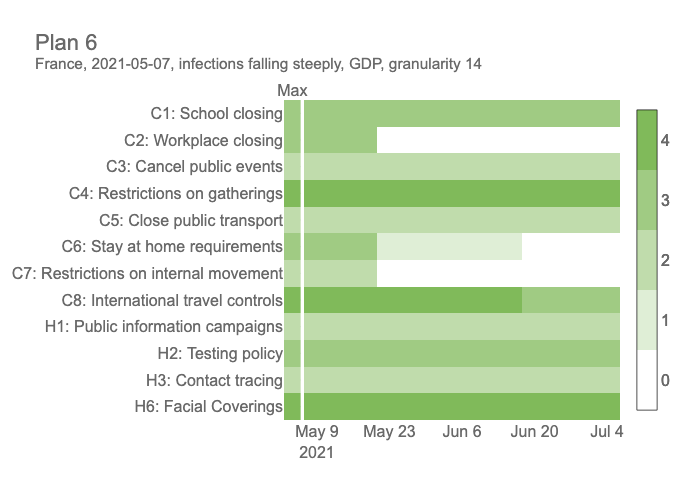 Plan 6
France, 2021-05-07, infections falling steeply, GDP, granularity 14
Max
C1: School closing
C2: Workplace closing
C3: Cancel public events
C4: Restrictions on gatherings
C5: Close public transport
C6: Stay at home requirements
C7: Restrictions on internal movement
C8: International travel controls
H1: Public information campaigns
H2: Testing policy
H3: Contact tracing
H6: Facial Coverings
4
3
2
1
0
May 9 May 23 Jun 6 Jun 20 Jul 4
2021